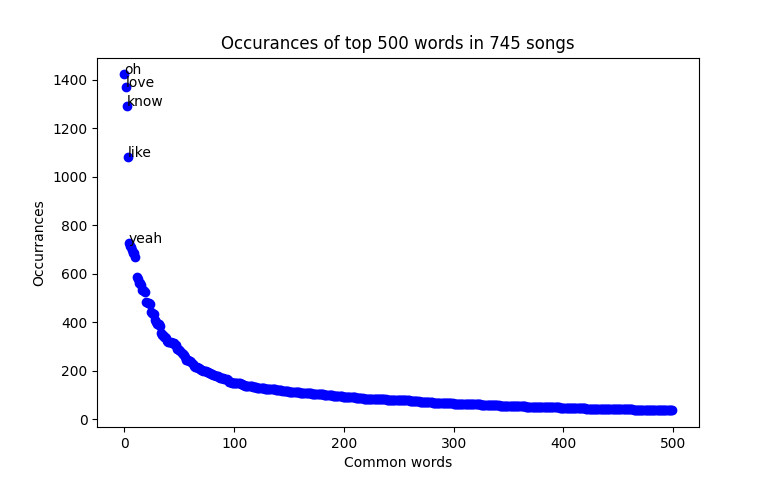 Occurances of top 500 words in 745 songs
oh
love
know
like
yeah
1400
1200
1000
800
600
400
200
0
Occurrances
0 100 200 300 400 500
Common words